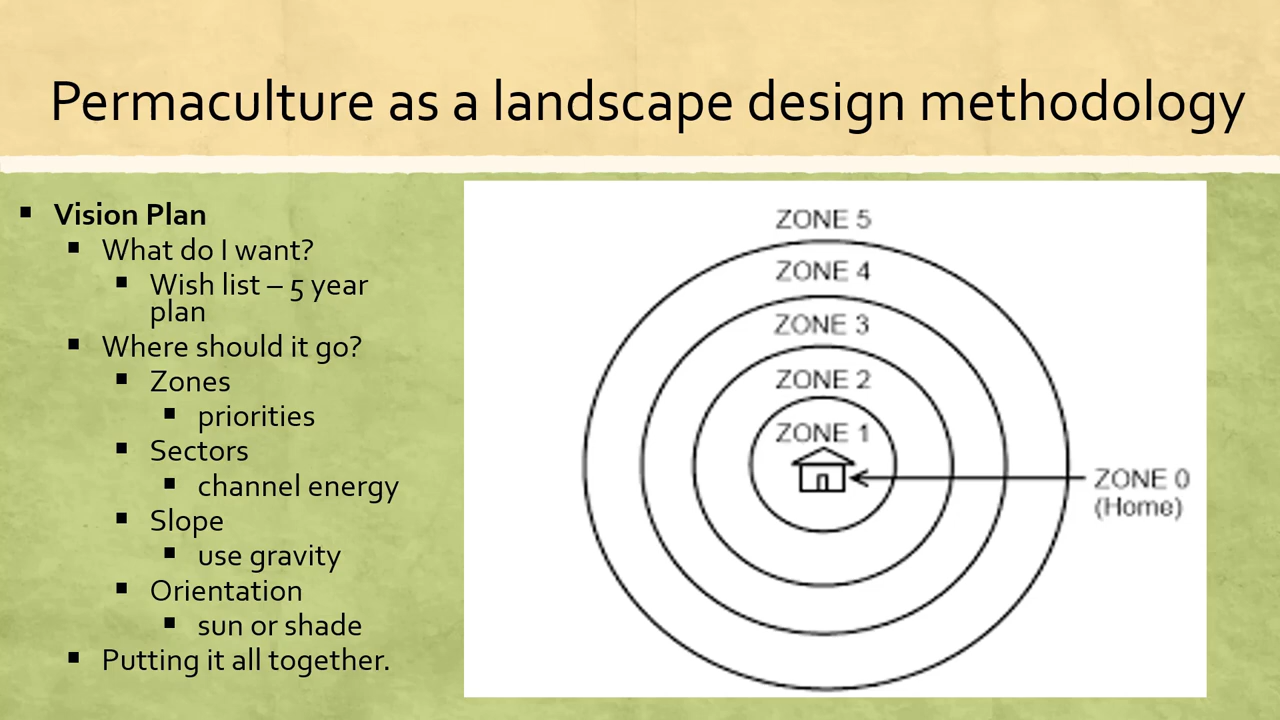 Permaculture as a landscape design methodology
▪ Vision Plan
▪ What do I want?
▪ Wish list – 5 year
plan
▪ Where should it go?
▪ Zones
▪ priorities
▪ Sectors
▪ channel energy
▪ Slope
▪ use gravity
▪ Orientation
▪ sun or shade
▪ Putting it all together.
ZONE 5
ZONE 4
ZONE 3
ZONE 2
ZONE 1
ZONE 0
(Home)